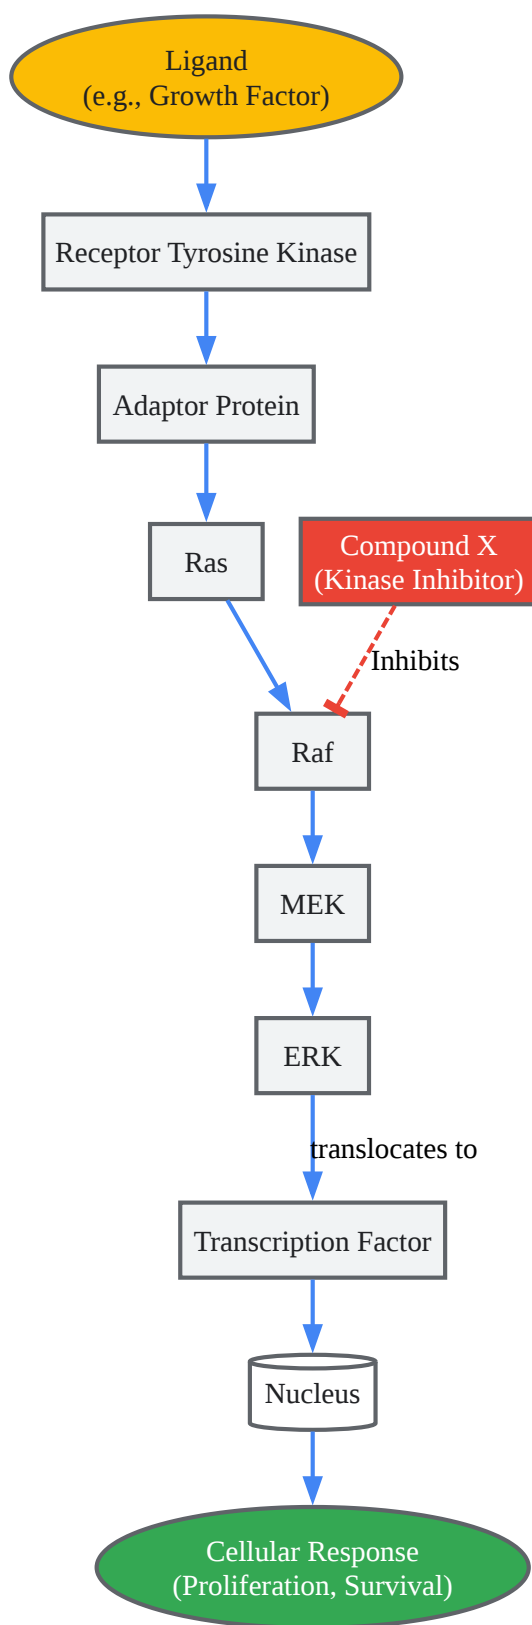 Ligand
(e.g., Growth Factor)
Receptor Tyrosine Kinase
Adaptor Protein
Ras
Compound X
(Kinase Inhibitor)
Inhibits
Raf
MEK
ERK
translocates to
Transcription Factor
Nucleus
Cellular Response
(Proliferation, Survival)